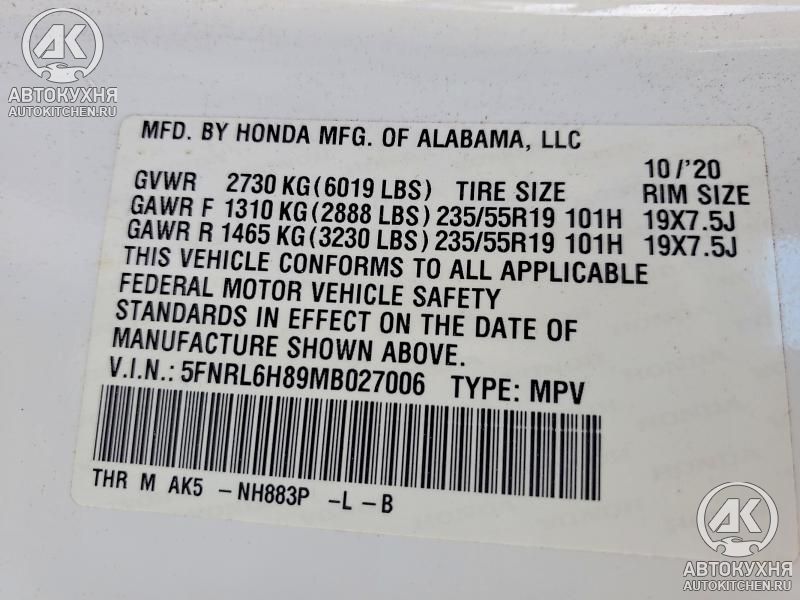 AK
АВТОКУХНЯ
AUTOKITCHEN.RU
MFD. BY HONDA MFG. OF ALABAMA, LLC
10/'20
GVWR 2730 KG(6019 LBS) TIRE SIZE RIM SIZE
GAWR F 1310 KG(2888 LBS) 235/55R19 101H 19X7.5J
GAWR R 1465 KG(3230 LBS) 235/55R19 101H 19X7.5J
THIS VEHICLE CONFORMS TO ALL APPLICABLE
FEDERAL MOTOR VEHICLE SAFETY
STANDARDS IN EFFECT ON THE DATE OF
MANUFACTURE SHOWN ABOVE.
V.I.N.: 5FNRL6H89MB027006 TYPE: MPV
THR M AK5 -NH883P -L -B
AK
АВТОКУХНЯ
AUTOKITCHEN.RU